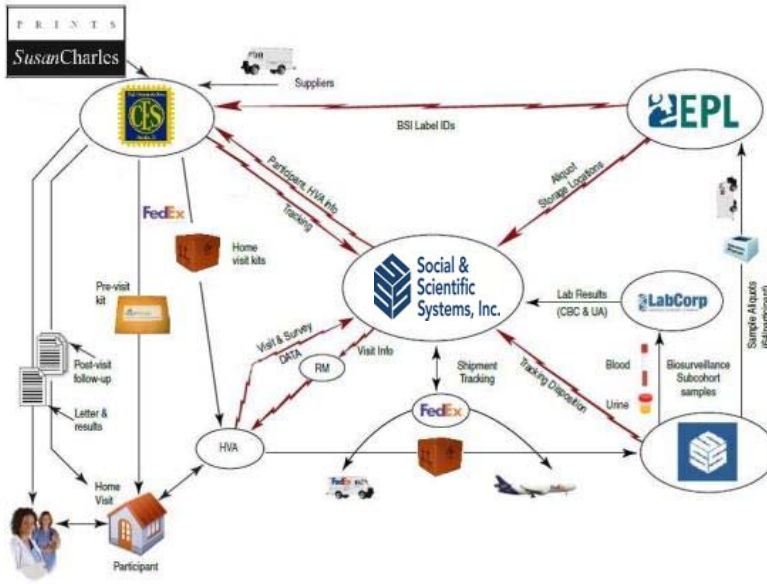 PRINTS
SusanCharles
CES
Suppliers
BSI Label IDs
EPL
Participant, HVA info
Tracking
Aliquot
Storage Locations
FedEx
Home
visit kits
Pre-visit
kit
Social &
Scientific
Systems, Inc.
Lab Results
(CBC & UA)
LabCorp
Sample Aliquots
Post-visit
follow-up
Letter &
results
Visit & Survey
DATA
RM
Visit Info
Shipment
Tracking
FedEx
Tracking Disposition
Blood
Urine
Biosurveillance
Subcohort
samples
HVA
FedEx
Home
Visit
Participant